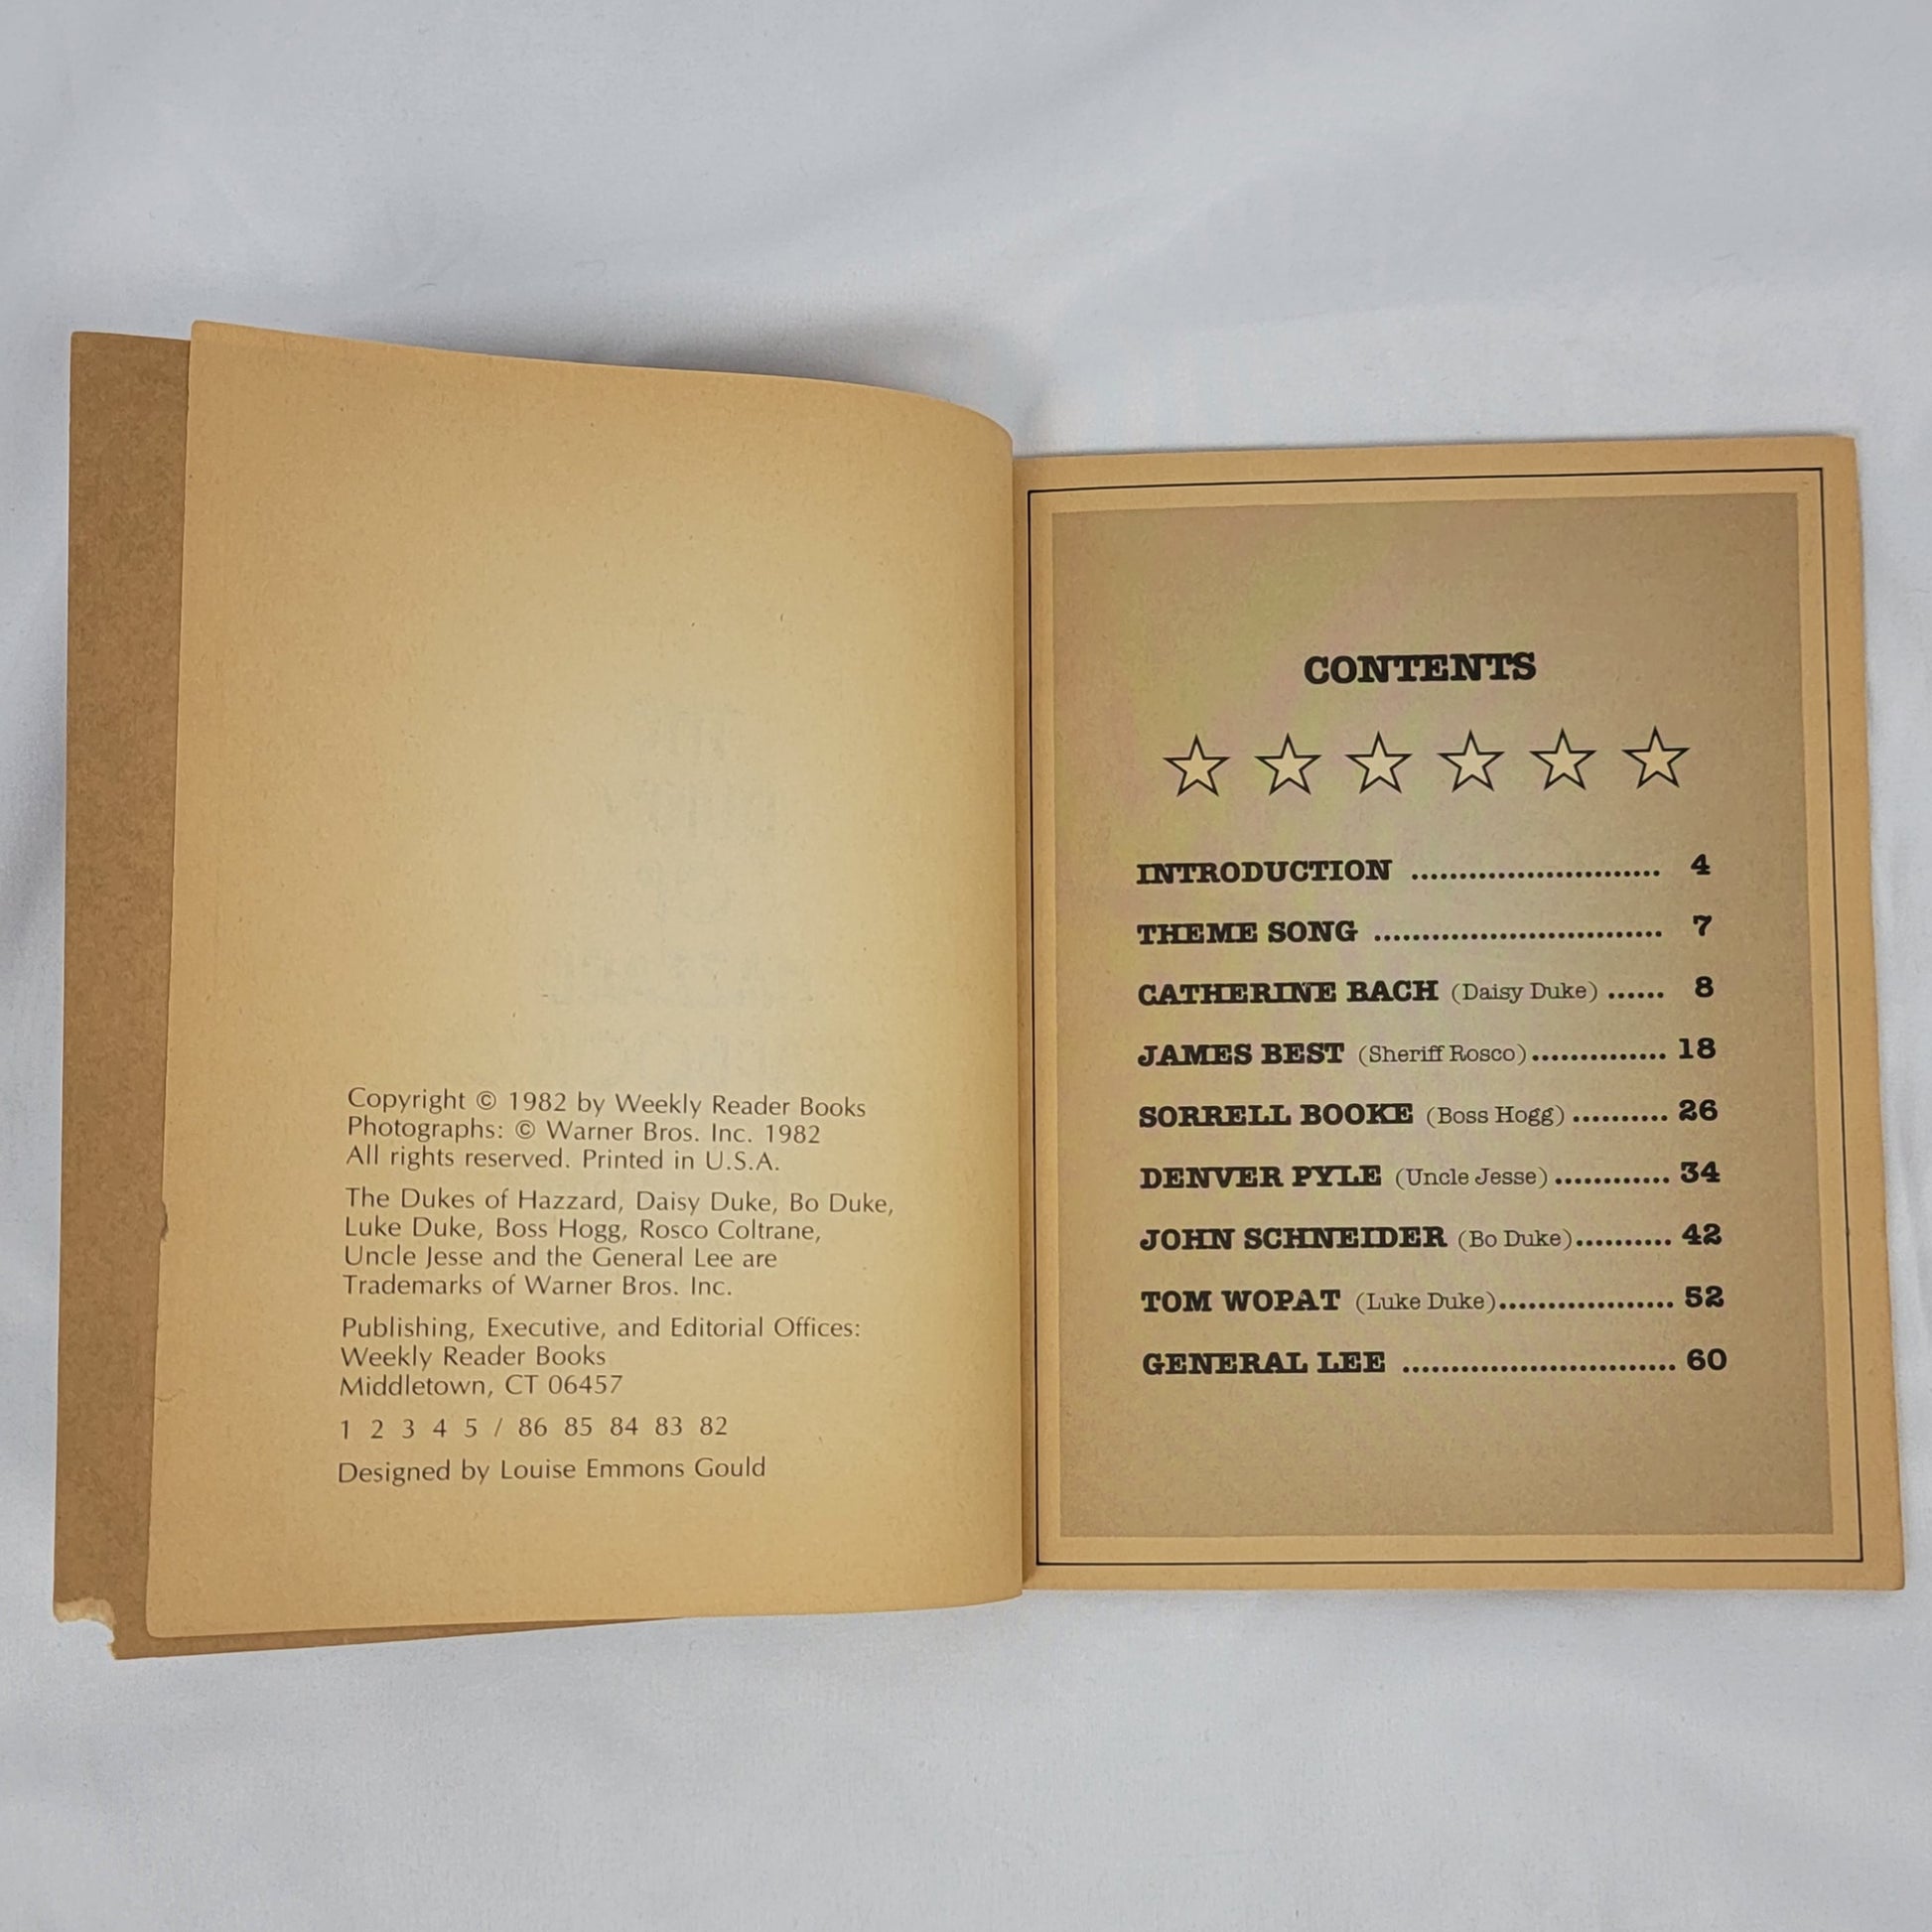 Copyright © 1982 by Weekly Reader Books
Photographs: © Warner Bros. Inc. 1982
All rights reserved. Printed in U.S.A.
The Dukes of Hazzard, Daisy Duke, Bo Duke,
Luke Duke, Boss Hogg, Rosco Coltrane,
Uncle Jesse and the General Lee are
Trademarks of Warner Bros. Inc.
Publishing, Executive, and Editorial Offices:
Weekly Reader Books
Middletown, CT 06457
1 2 3 4 5 / 86 85 84 83 82
Designed by Louise Emmons Gould
CONTENTS
INTRODUCTION .......................... 4
THEME SONG .............................. 7
CATHERINE BACH (Daisy Duke) ...... 8
JAMES BEST (Sheriff Rosco).............. 18
SORRELL BOOKE (Boss Hogg) .......... 26
DENVER PYLE (Uncle Jesse) ............ 34
JOHN SCHNEIDER (Bo Duke).......... 42
TOM WOPAT (Luke Duke).................. 52
GENERAL LEE ............................ 60